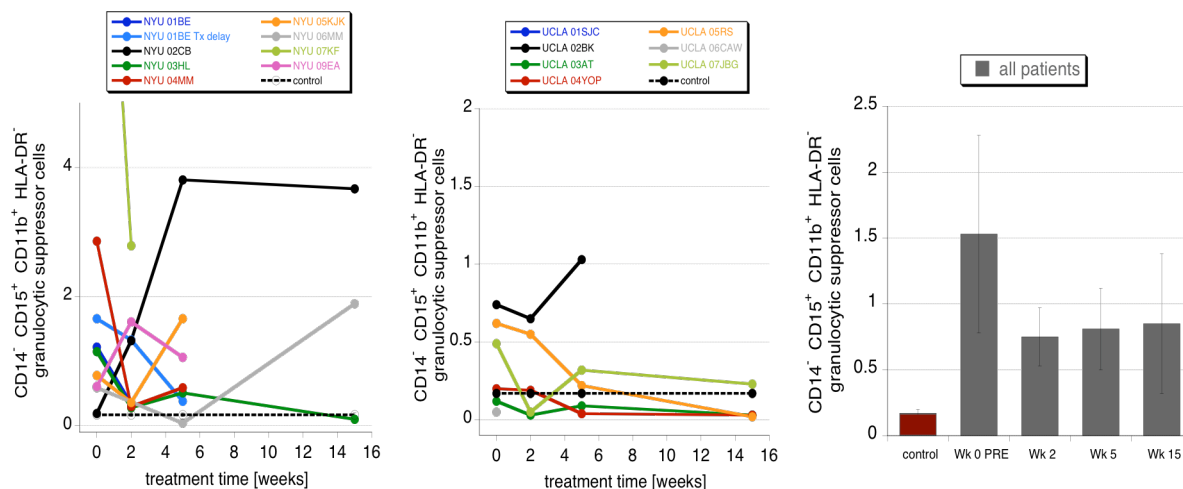 NYU 01BE
NYU 01BE Tx delay
NYU 02CB
NYU 03HL
NYU 04MM
NYU 05KJK
NYU 06MM
NYU 07KF
NYU 09EA
control
CD14⁻ CD15⁺ CD11b⁺ HLA-DR⁻
granulocytic suppressor cells
4
2
0
0 2 4 6 8 10 12 14 16
treatment time [weeks]
UCLA 01SJC
UCLA 02BK
UCLA 03AT
UCLA 04YOP
UCLA 05RS
UCLA 06CAW
UCLA 07JBG
control
CD14⁻ CD15⁺ CD11b⁺ HLA-DR⁻
granulocytic suppressor cells
2
1.5
1
0.5
0
0 2 4 6 8 10 12 14 16
treatment time [weeks]
all patients
CD14⁻ CD15⁺ CD11b⁺ HLA-DR⁻
granulocytic suppressor cells
2.5
2
1.5
1
0.5
0
control Wk 0 PRE Wk 2 Wk 5 Wk 15